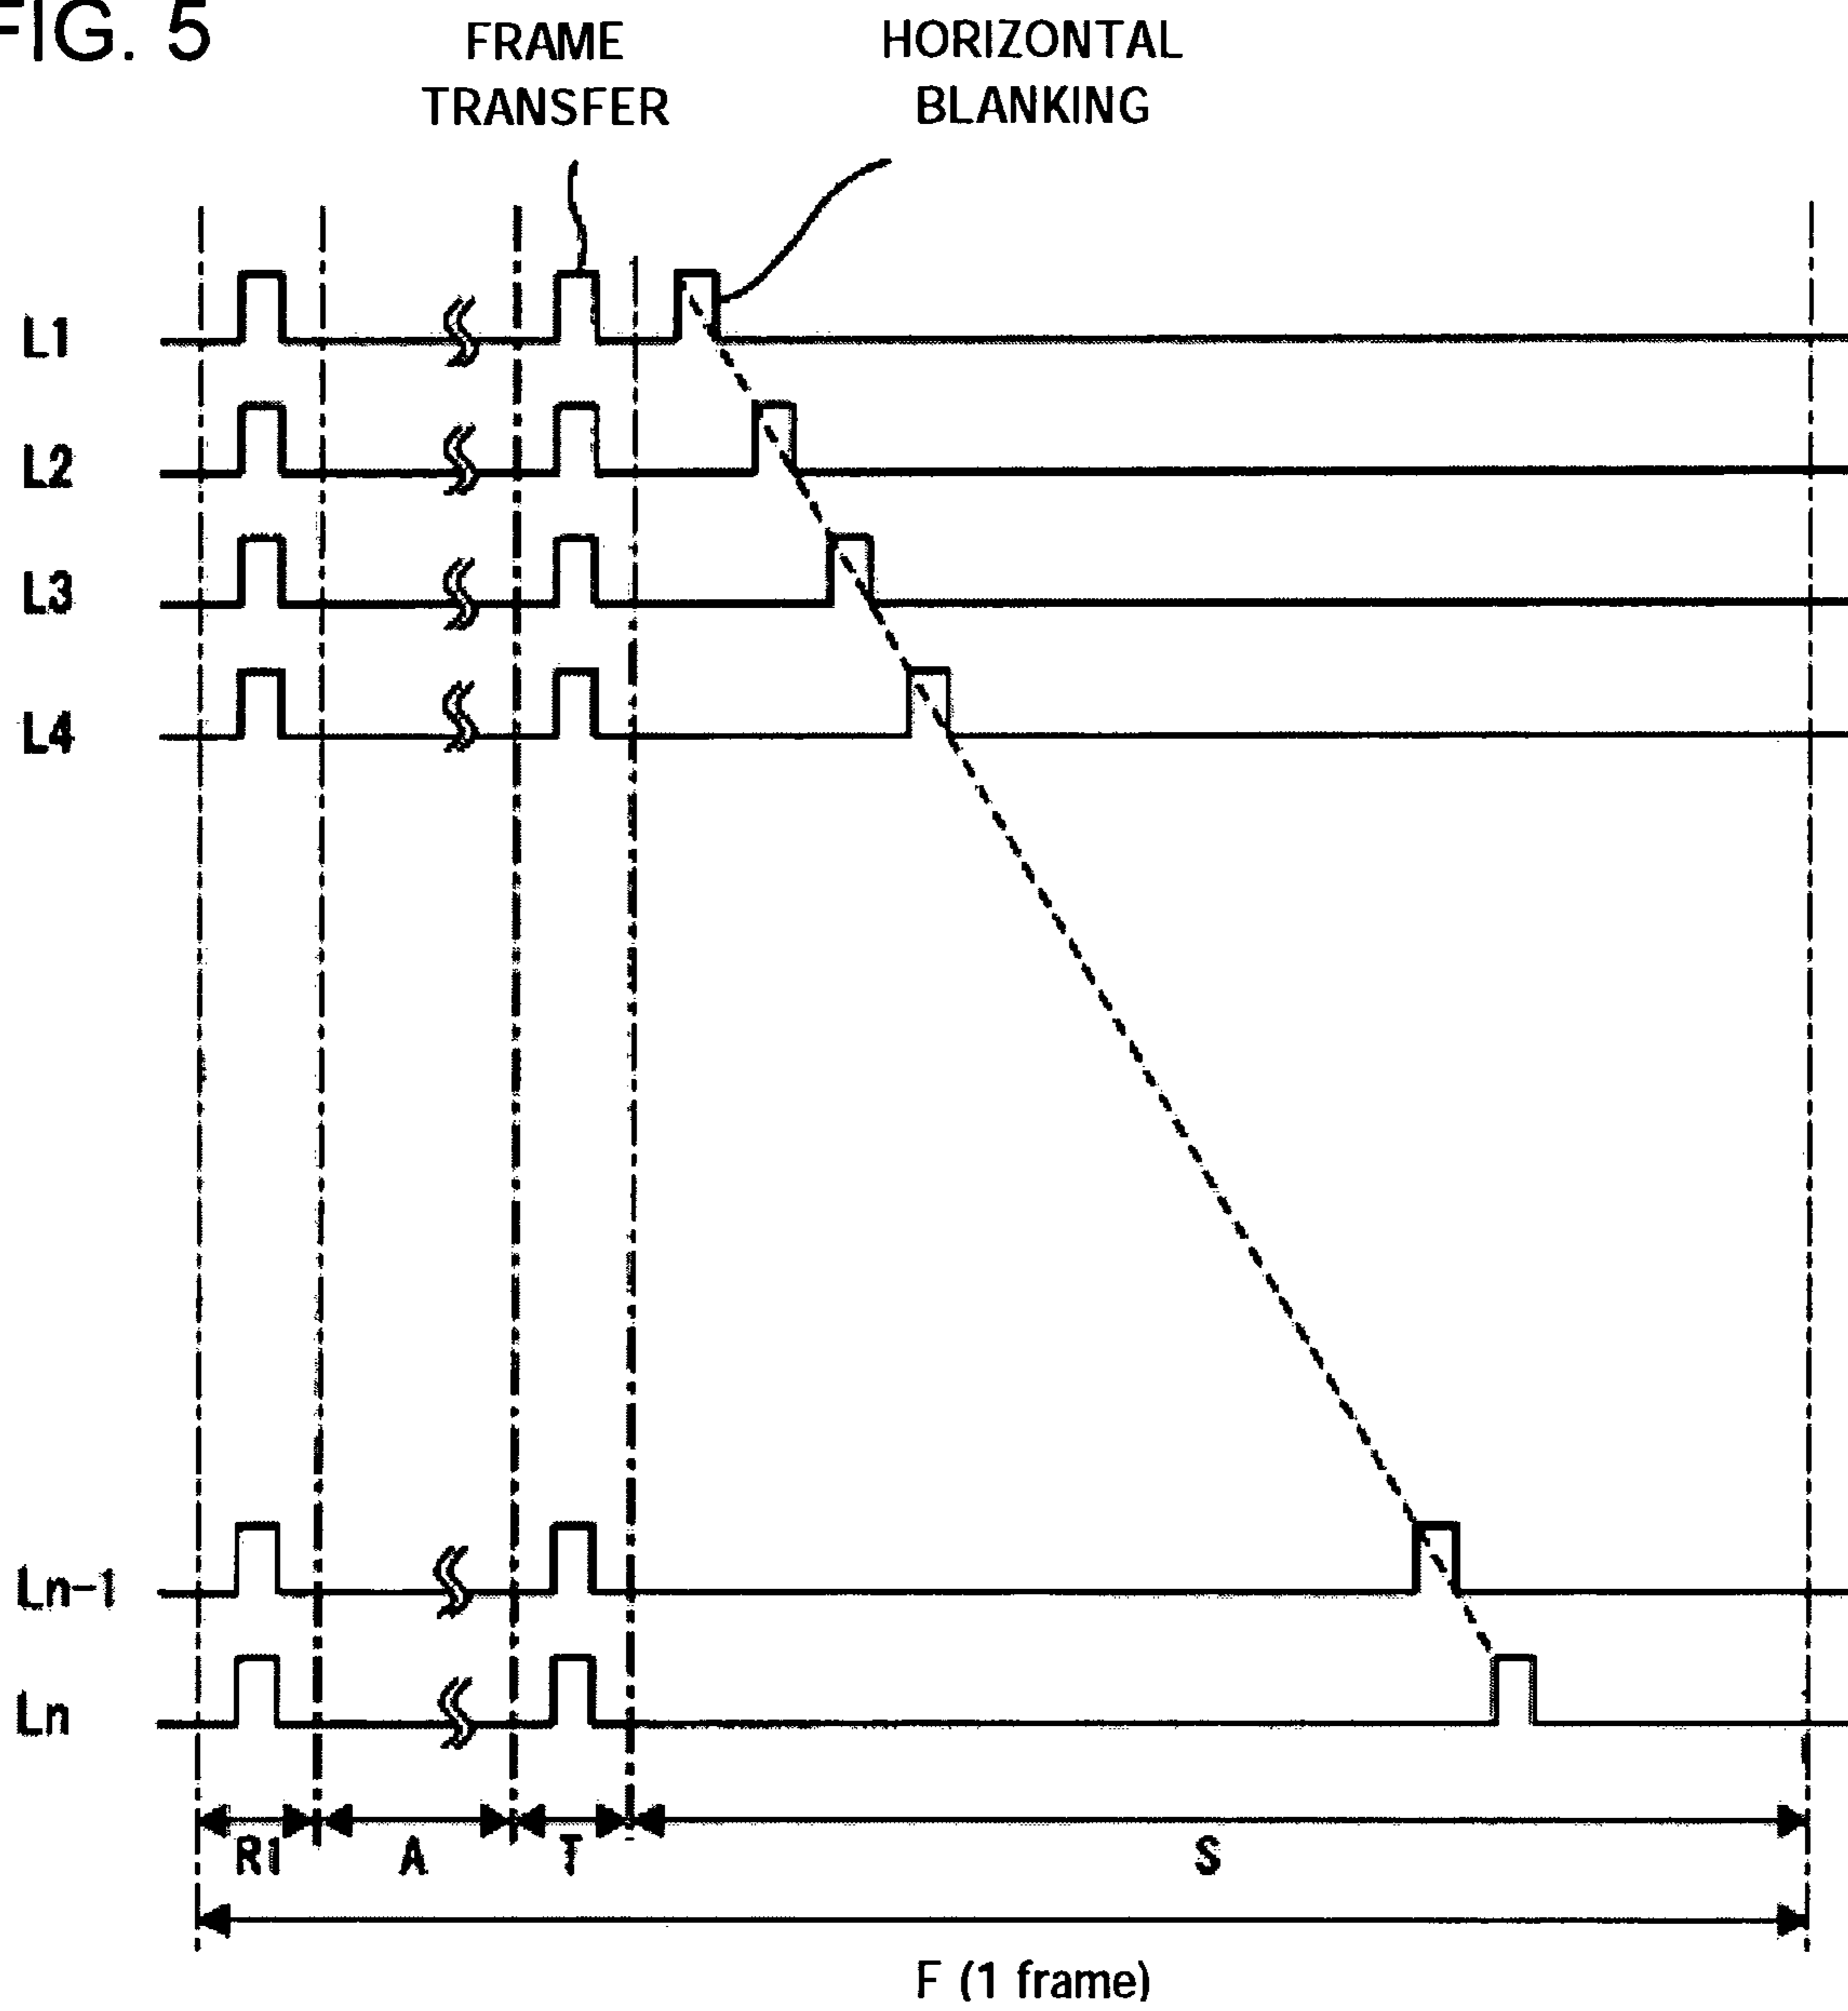 FIG. 5
FRAME
TRANSFER
HORIZONTAL
BLANKING
L1
L2
L3
L4
Ln-1
Ln
R1
A
T
S
F (1 frame)